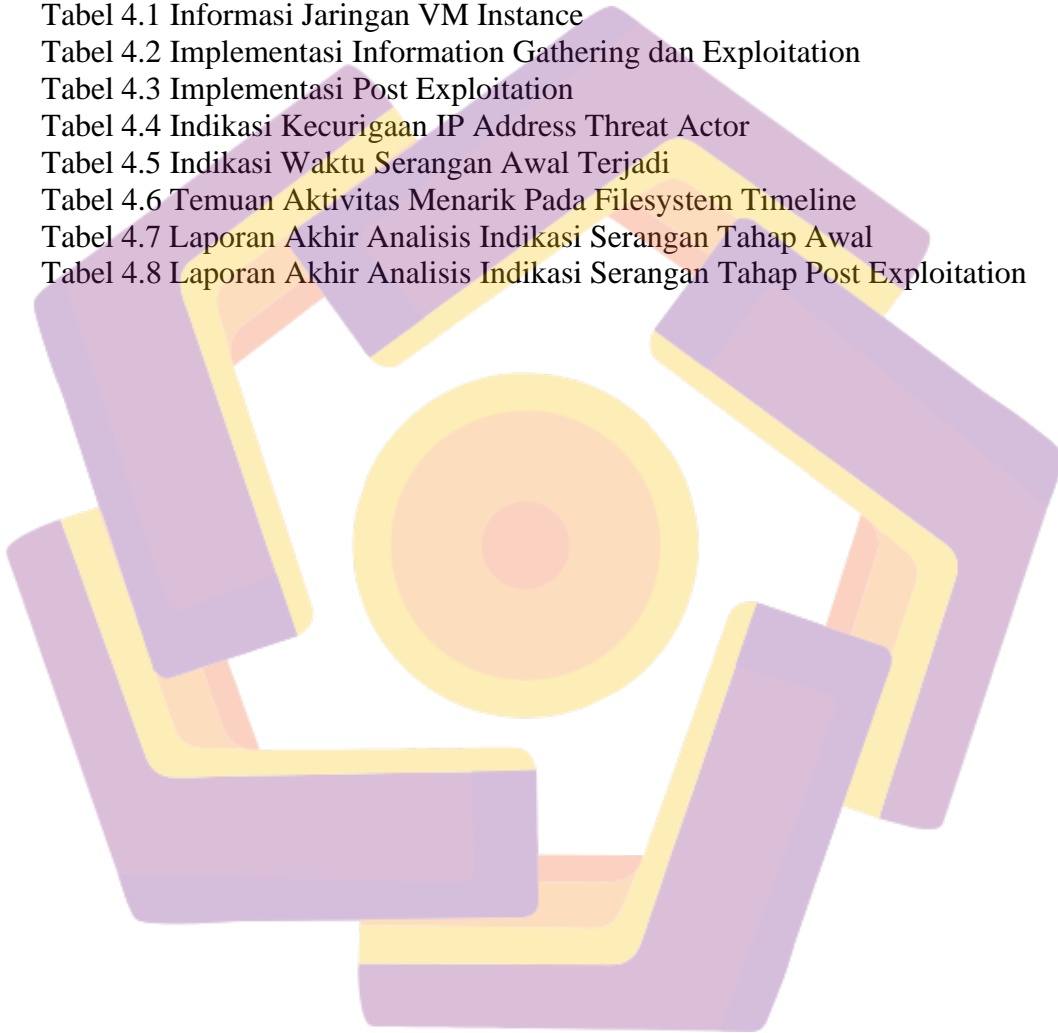 Tabel 4.1 Informasi Jaringan VM Instance
Tabel 4.2 Implementasi Information Gathering dan Exploitation
Tabel 4.3 Implementasi Post Exploitation
Tabel 4.4 Indikasi Kecurigaan IP Address Threat Actor
Tabel 4.5 Indikasi Waktu Serangan Awal Terjadi
Tabel 4.6 Temuan Aktivitas Menarik Pada Filesystem Timeline
Tabel 4.7 Laporan Akhir Analisis Indikasi Serangan Tahap Awal
Tabel 4.8 Laporan Akhir Analisis Indikasi Serangan Tahap Post Exploitation